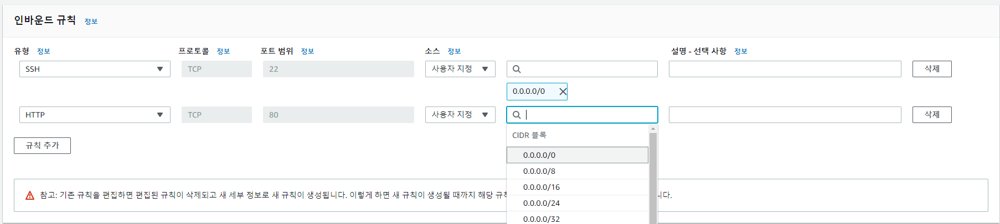 인바운드 규칙 정보
유형 정보 프로토콜 정보 포트 범위 정보 소스 정보 설명 - 선택 사항 정보
SSH TCP 22 사용자 지정 삭제
0.0.0.0/0
HTTP TCP 80 사용자 지정 삭제
CIDR 블록
규칙 추가
0.0.0.0/0
0.0.0.0/8
0.0.0.0/16
참고: 기존 규칙을 편집하면 편집된 규칙이 삭제되고 새 세부 정보로 새 규칙이 생성됩니다. 이렇게 하면 새 규칙이 생성될 때까지 해당 규칙 니다.
0.0.0.0/24
0.0.0.0/32